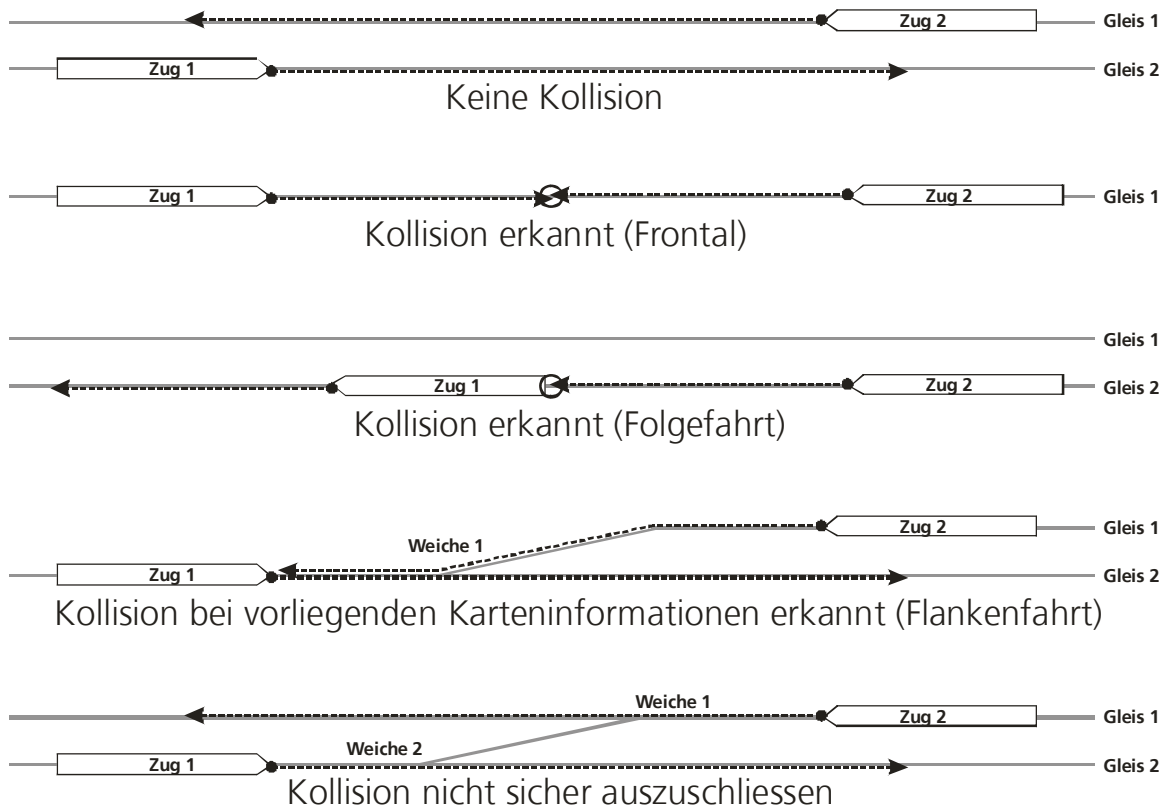 Zug 2 Gleis 1
Zug 1 Gleis 2
Keine Kollision
Zug 1 Zug 2 Gleis 1
Kollision erkannt (Frontal)
Gleis 1
Zug 1 Zug 2 Gleis 2
Kollision erkannt (Folgefahrt)
Zug 2 Gleis 1
Weiche 1
Zug 1 Gleis 2
Kollision bei vorliegenden Karteninformationen erkannt (Flankenfahrt)
Weiche 1
Zug 2 Gleis 1
Weiche 2
Zug 1 Gleis 2
Kollision nicht sicher auszuschliessen